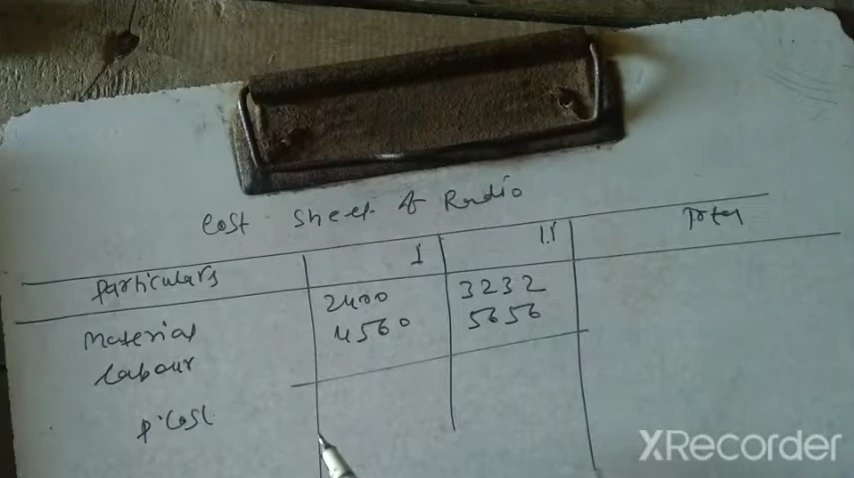 Cost Sheet of Radio
Particulars I II Total
Material 2400 3232
Labour 4560 5656
P.Cost
XRecorder